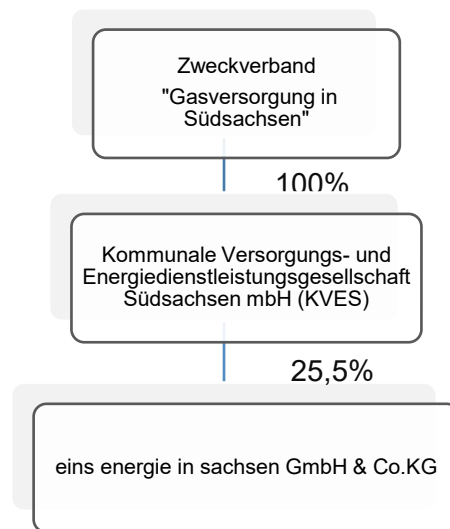 Zweckverband
"Gasversorgung in
Südsachsen"
100%
Kommunale Versorgungs- und
Energiedienstleistungsgesellschaft
Südsachsen mbH (KVES)
25,5%
eins energie in sachsen GmbH & Co.KG